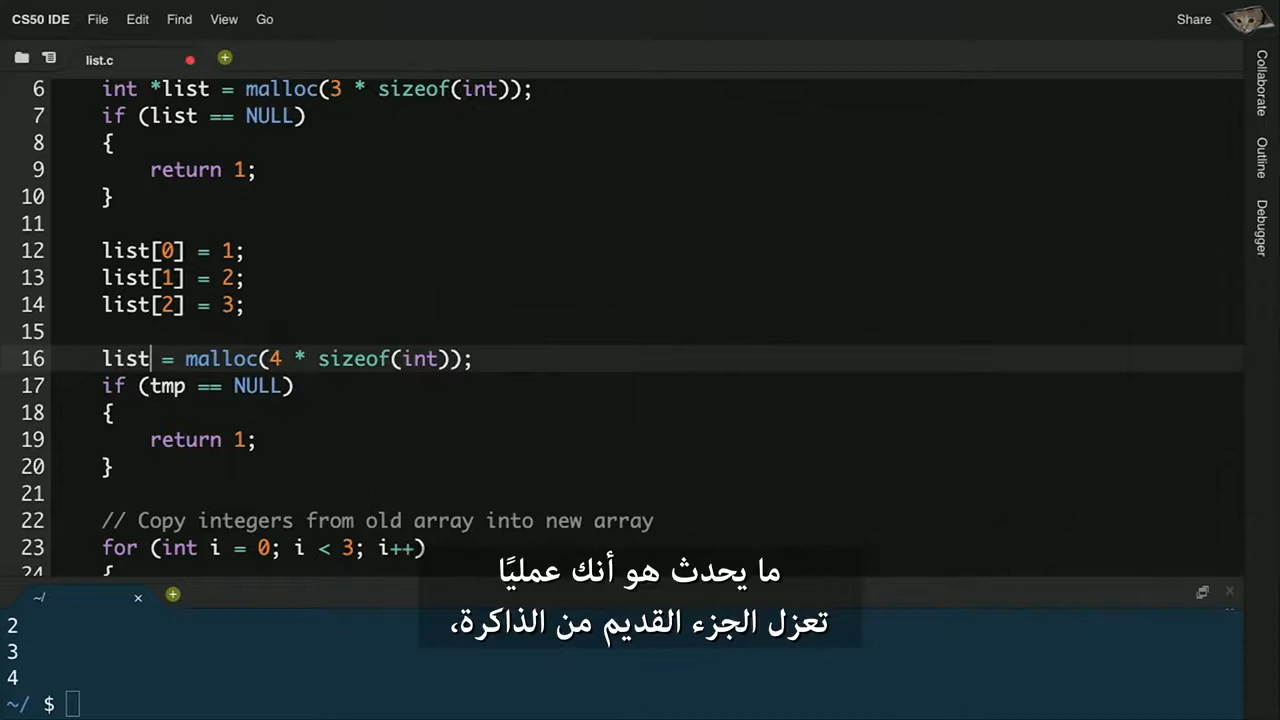 CS50 IDE File Edit Find View Go Share
list.c
6 int *list = malloc(3 * sizeof(int));
7 if (list == NULL)
8 {
9 return 1;
10 }
11
12 list[0] = 1;
13 list[1] = 2;
14 list[2] = 3;
15
16 list = malloc(4 * sizeof(int));
17 if (tmp == NULL)
18 {
19 return 1;
20 }
21
22 // Copy integers from old array into new array
23 for (int i = 0; i < 3; i++)
24 {
ما يحدث هو أنك عمليًا
تعزل الجزء القديم من الذاكرة،
~/
2
3
4
~/ $
Collaborate
Outline
Debugger